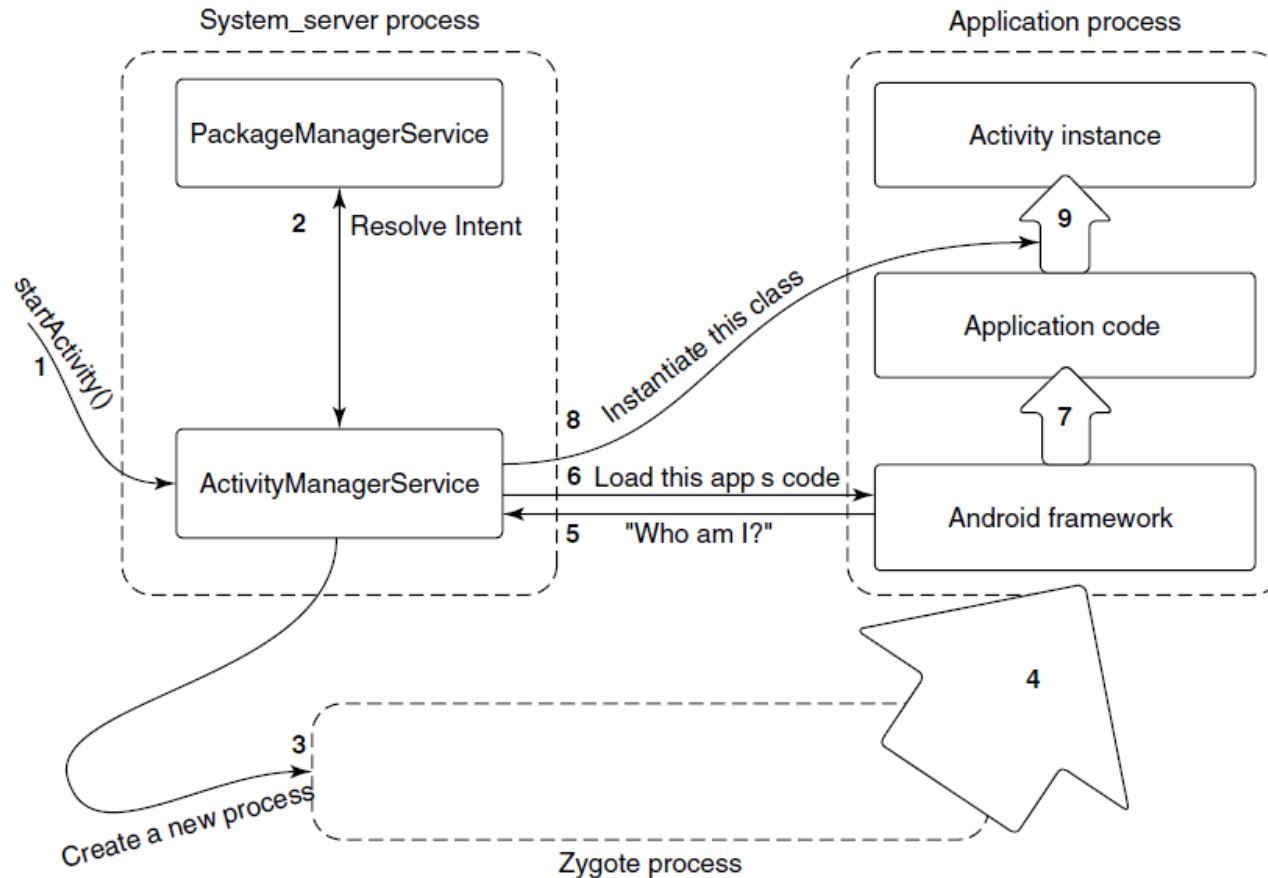 System_server process
Application process
PackageManagerService
Activity instance
2 Resolve Intent
9
startActivity()
1
Application code
Instantiate this class
8
7
ActivityManagerService
6 Load this app s code
5 "Who am I?"
Android framework
4
3
Create a new process
Zygote process